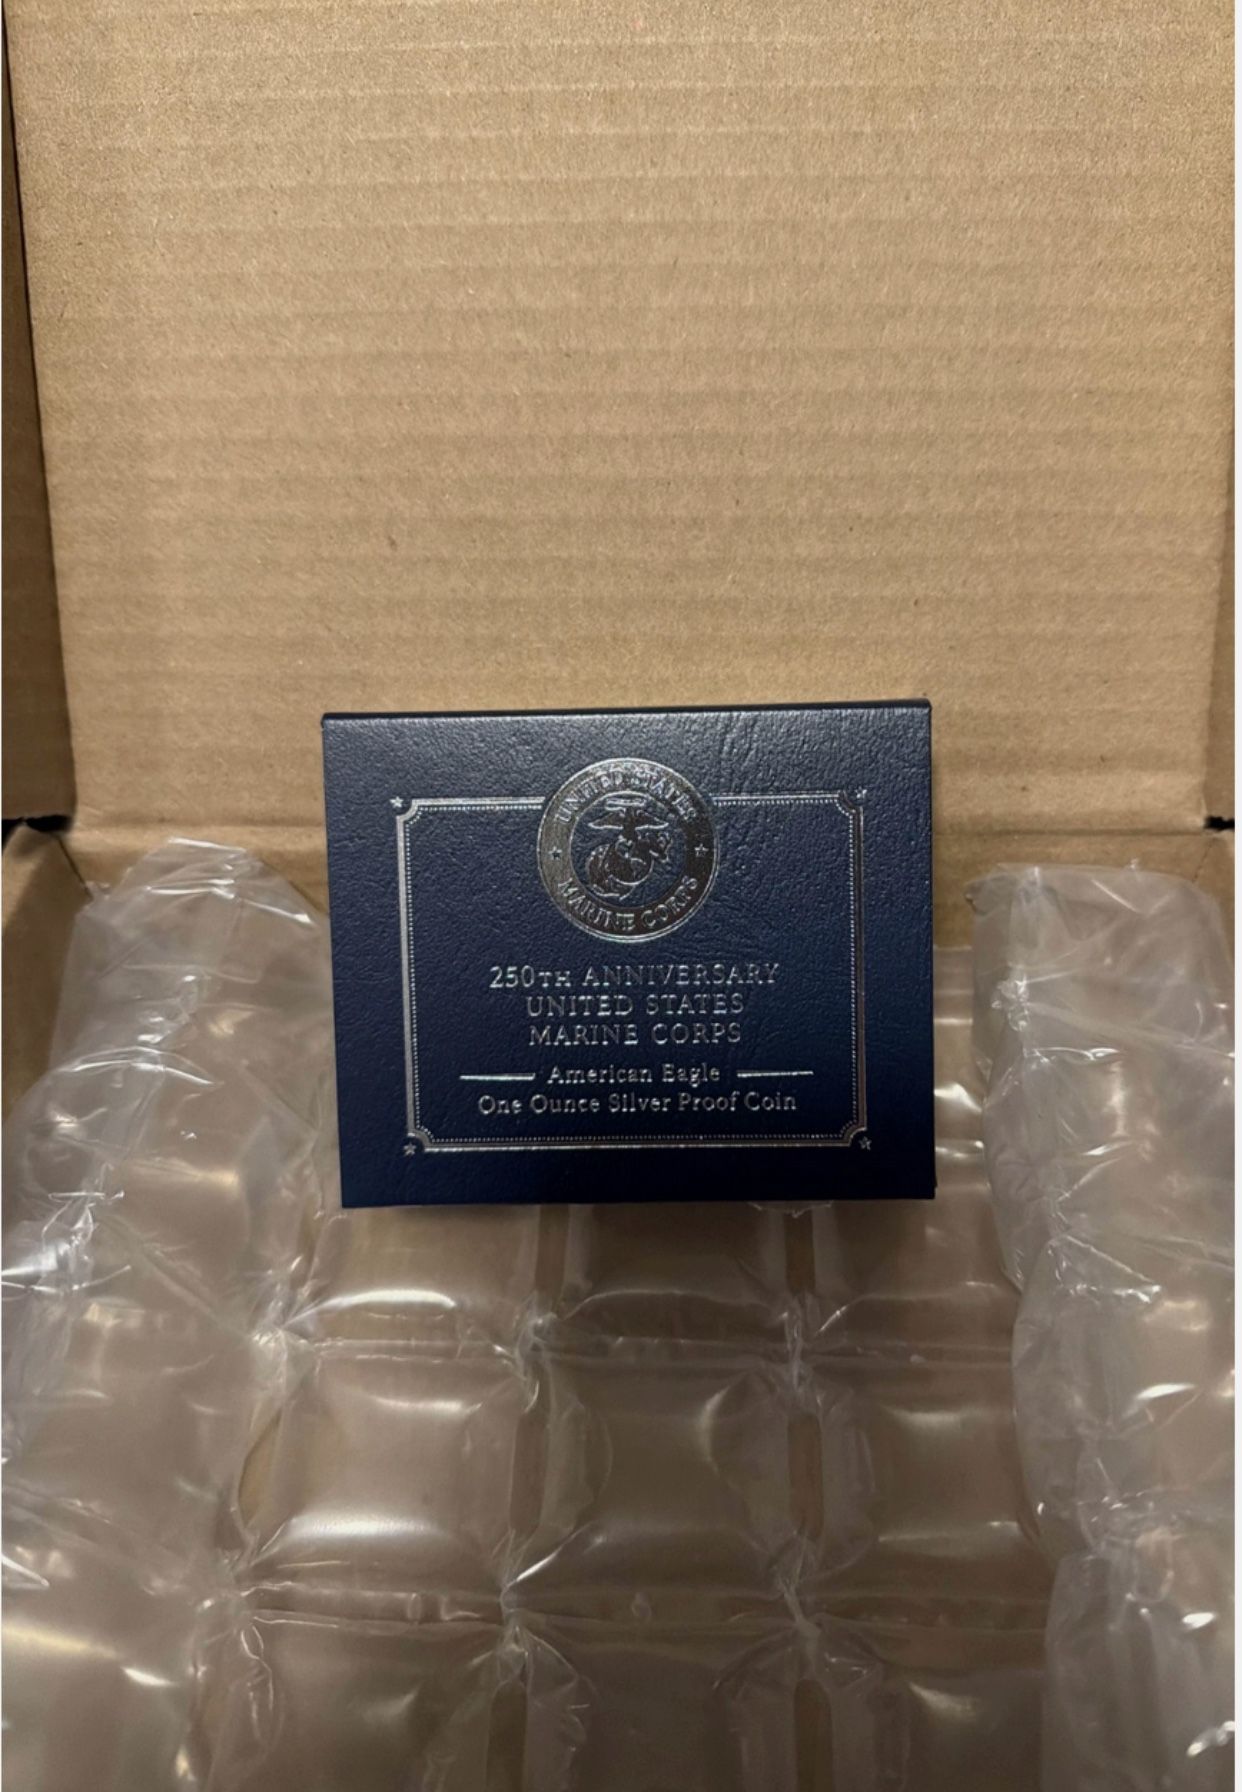 UNITED STATES
MARINE CORPS
250TH ANNIVERSARY
UNITED STATES
MARINE CORPS
American Eagle
One Ounce Silver Proof Coin